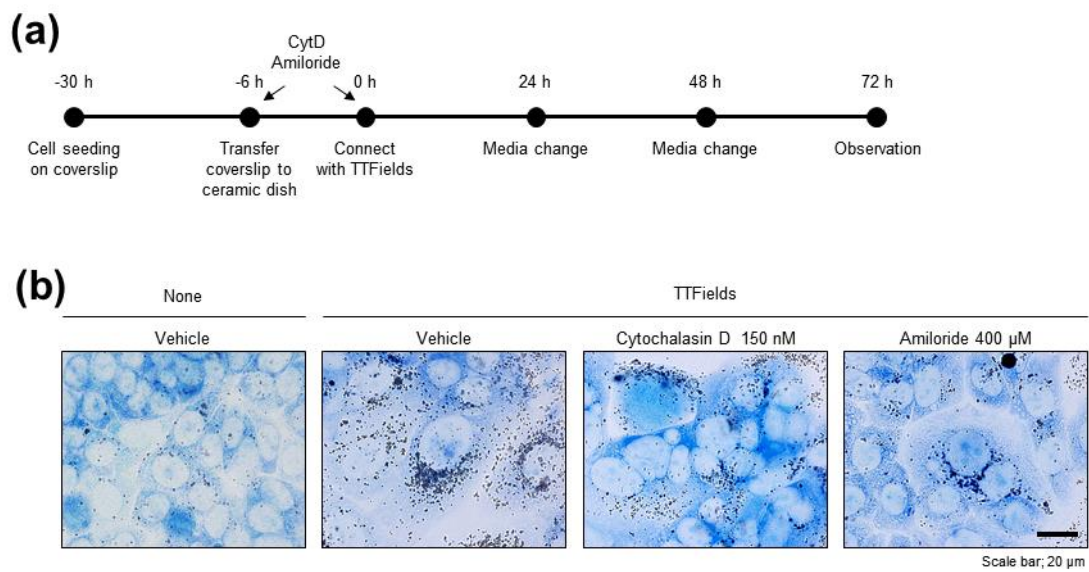 (a)
CytD
Amiloride
-30 h
-6 h
0 h
24 h
48 h
72 h
Cell seeding
on coverslip
Transfer
coverslip to
ceramic dish
Connect
with TTFields
Media change
Media change
Observation
(b)
None
TTFields
Vehicle
Vehicle
Cytochalasin D 150 nM
Amiloride 400 µM
Scale bar; 20 µm